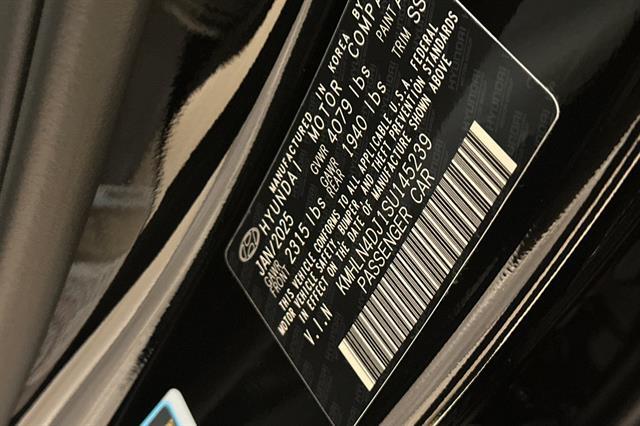 MANUFACTURED IN KOREA BY
HYUNDAI MOTOR COMPA
JAN/2025 GVWR 4079 lbs PAINT
GAWR FRONT 2315 lbs GAWR REAR 1940 lbs TRIM SS
THIS VEHICLE CONFORMS TO ALL APPLICABLE U.S.A. FEDERAL
MOTOR VEHICLE SAFETY, BUMPER, AND THEFT PREVENTION STANDARDS
IN EFFECT ON THE DATE OF MANUFACTURE SHOWN ABOVE
V.I.N KMHLN4DJ1SU145239
PASSENGER CAR